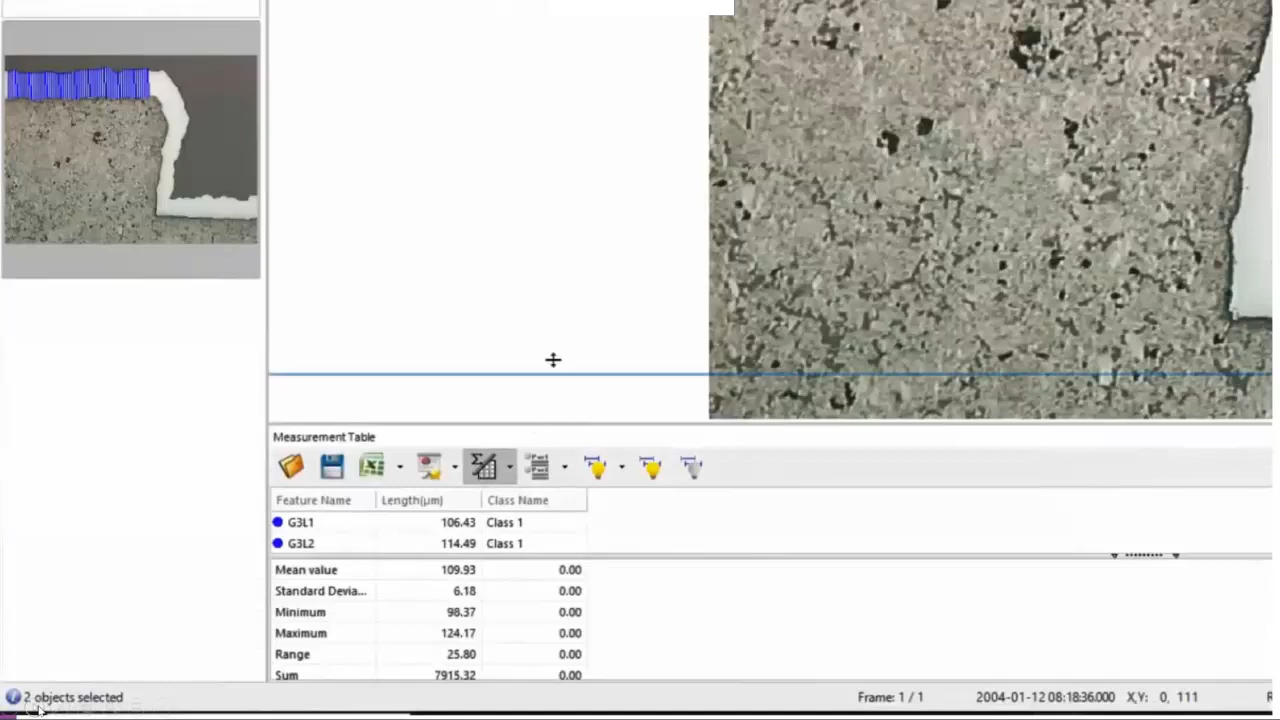 Measurement Table
Feature Name Length(µm) Class Name
G3L1 106.43 Class 1
G3L2 114.49 Class 1
Mean value 109.93 0.00
Standard Devia... 6.18 0.00
Minimum 98.37 0.00
Maximum 124.17 0.00
Range 25.80 0.00
Sum 7915.32 0.00
2 objects selected Frame: 1 / 1 2004-01-12 08:18:36.000 X,Y: 0, 111